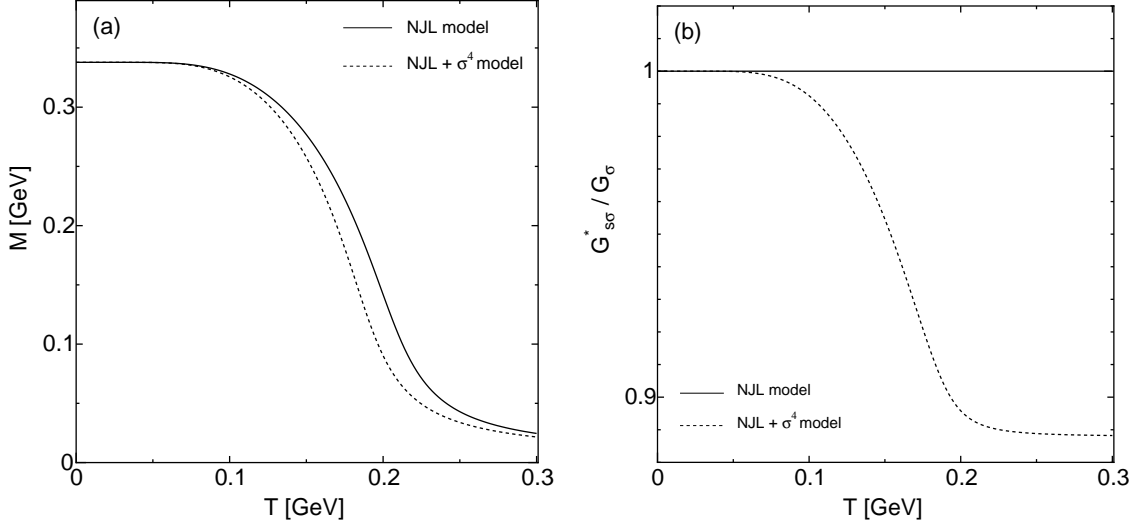 (a)
NJL model
NJL + σ⁴ model
0.3
0.2
0.1
0
M [GeV]
0
0.1
0.2
0.3
T [GeV]
(b)
1
0.9
G*sσ / Gσ
NJL model
NJL + σ⁴ model
0
0.1
0.2
0.3
T [GeV]